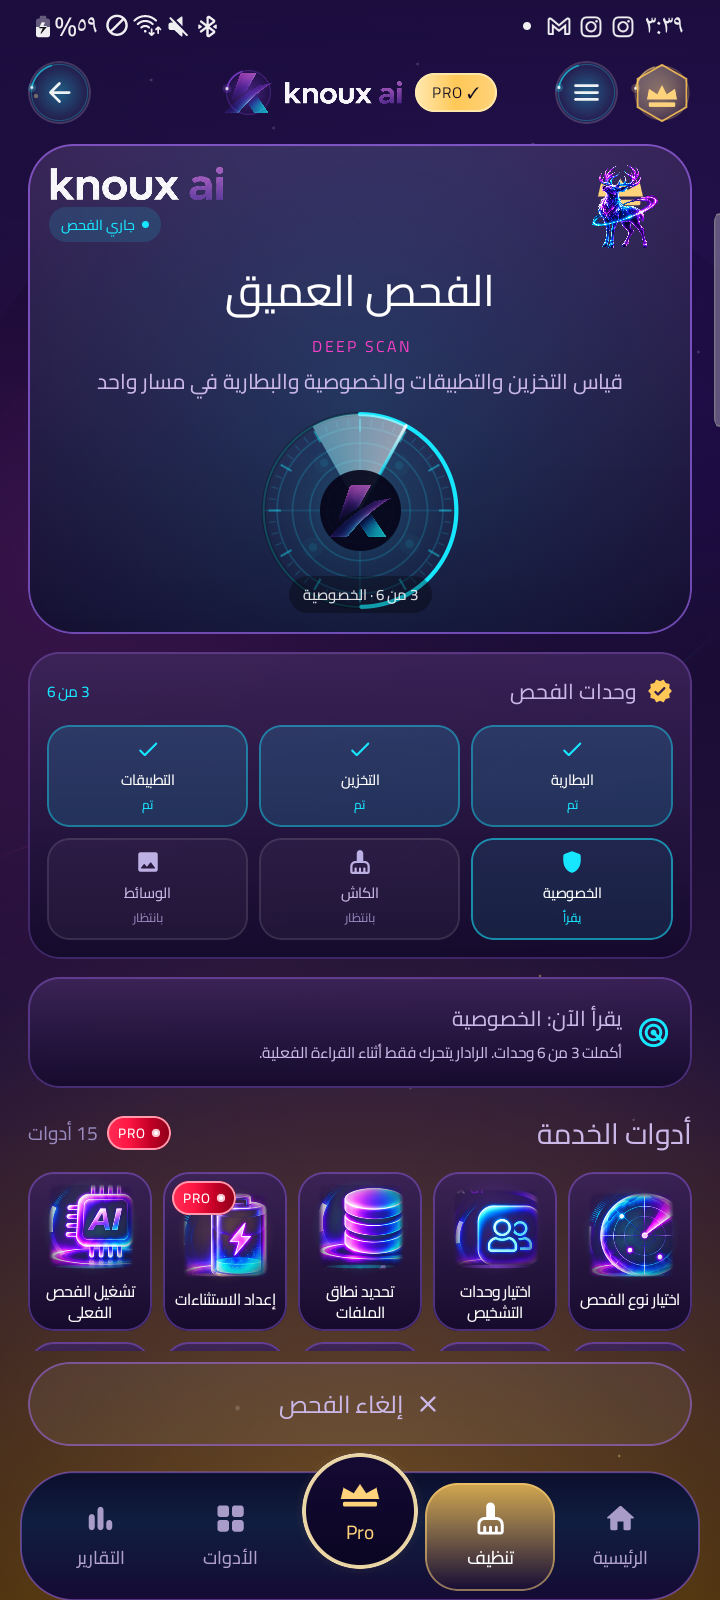 ٣:٣٩
%٥٩
knoux ai
PRO ✓
knoux ai
جاري الفحص
الفحص العميق
DEEP SCAN
قياس التخزين والتطبيقات والخصوصية والبطارية في مسار واحد
3 من 6 · الخصوصية
وحدات الفحص
3 من 6
البطارية
تم
التخزين
تم
التطبيقات
تم
الخصوصية
يقرأ
الكاش
بانتظار
الوسائط
بانتظار
يقرأ الآن: الخصوصية
أكملت 3 من 6 وحدات. الرادار يتحرك فقط أثناء القراءة الفعلية.
أدوات الخدمة
PRO
15 أدوات
اختيار نوع الفحص
اختيار وحدات
التشخيص
تحديد نطاق
الملفات
PRO
إعداد الاستثناءات
AI
تشغيل الفحص
الفعلي
إلغاء الفحص
الرئيسية
تنظيف
Pro
الأدوات
التقارير